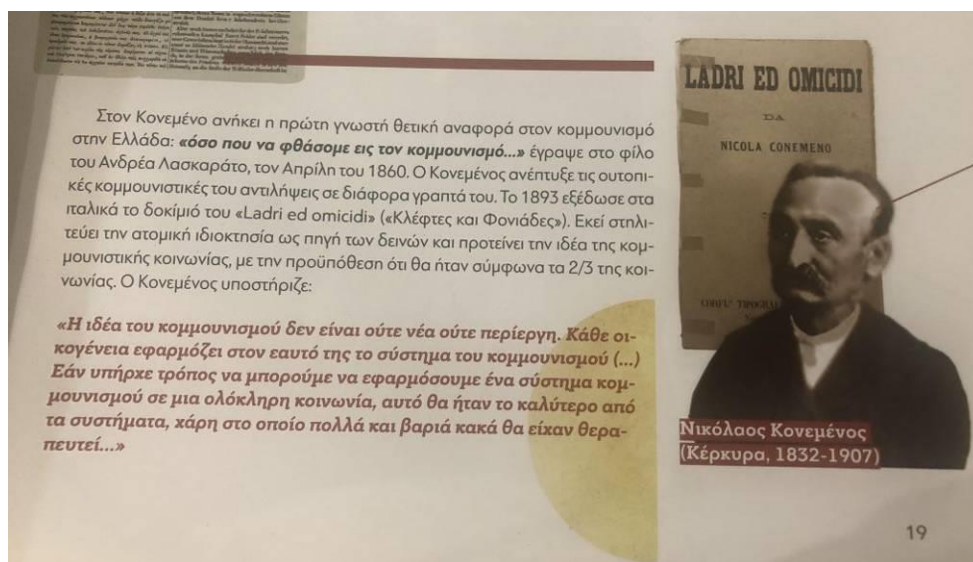 Στον Κονεμένο ανήκει η πρώτη γνωστή θετική αναφορά στον κομμουνισμό
στην Ελλάδα: «όσο που να φθάσομε εις τον κομμουνισμό...» έγραψε στο φίλο
του Ανδρέα Λασκαράτο, τον Απρίλη του 1860. Ο Κονεμένος ανέπτυξε τις ουτοπι-
κές κομμουνιστικές του αντιλήψεις σε διάφορα γραπτά του. Το 1893 εξέδωσε στα
ιταλικά το δοκίμιό του «Ladri ed omicidi» («Κλέφτες και Φονιάδες»). Εκεί στηλι-
τεύει την ατομική ιδιοκτησία ως πηγή των δεινών και προτείνει την ιδέα της κομ-
μουνιστικής κοινωνίας, με την προϋπόθεση ότι θα ήταν σύμφωνα τα 2/3 της κοι-
νωνίας. Ο Κονεμένος υποστήριζε:
«Η ιδέα του κομμουνισμού δεν είναι ούτε νέα ούτε περίεργη. Κάθε οι-
κογένεια εφαρμόζει στον εαυτό της το σύστημα του κομμουνισμού (...)
Εάν υπήρχε τρόπος να μπορούμε να εφαρμόσουμε ένα σύστημα κομ-
μουνισμού σε μια ολόκληρη κοινωνία, αυτό θα ήταν το καλύτερο από
τα συστήματα, χάρη στο οποίο πολλά και βαριά κακά θα είχαν θερα-
πευτεί...»
LADRI ED OMICIDI
DA
NICOLA CONEMENO
Νικόλαος Κονεμένος
(Κέρκυρα, 1832-1907)
19